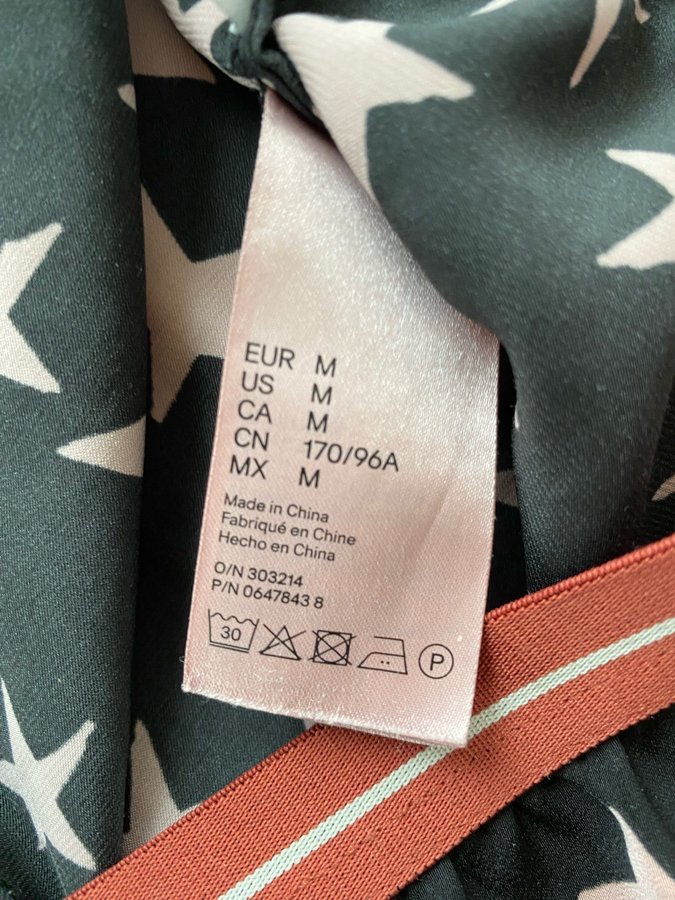 EUR M
US M
CA M
CN 170/96A
MX M
Made in China
Fabriqué en Chine
Hecho en China
O/N 303214
P/N 0647843 8
30 P